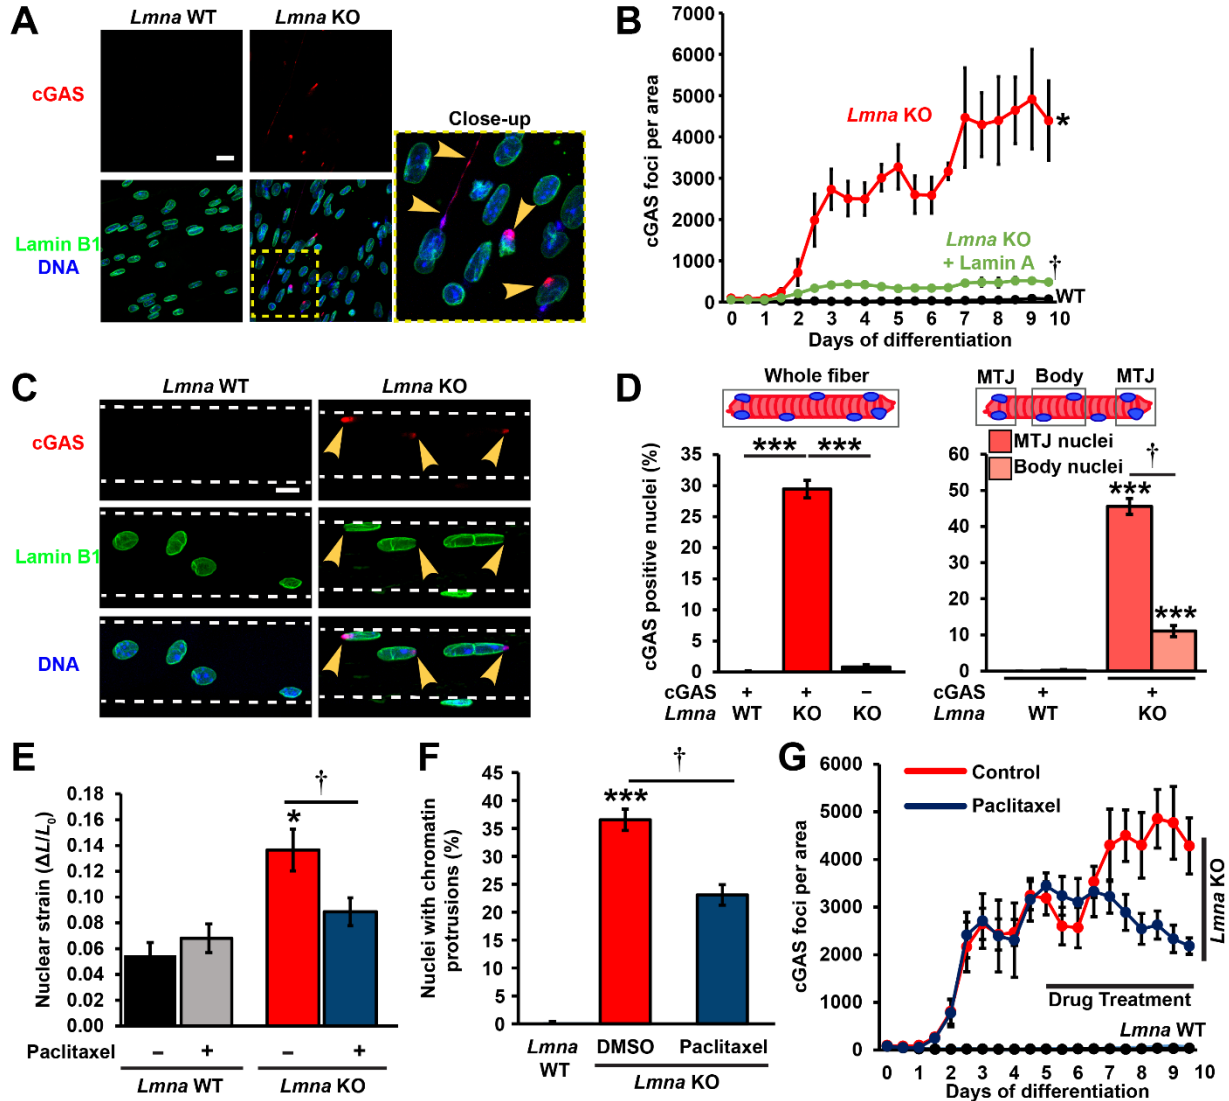 A
Lmna WT
Lmna KO
cGAS
Lamin B1
DNA
Close-up
B
cGAS foci per area
7000
6000
5000
4000
3000
2000
1000
0
Lmna KO
*
Lmna KO
+ Lamin A
†
WT
0 1 2 3 4 5 6 7 8 9 10
Days of differentiation
C
Lmna WT
Lmna KO
cGAS
Lamin B1
DNA
D
Whole fiber
cGAS positive nuclei (%)
35
30
25
20
15
10
5
0
*** ***
cGAS + + –
Lmna WT KO KO
MTJ Body MTJ
MTJ nuclei
Body nuclei
60
50
40
30
20
10
0
†
***
***
cGAS + +
Lmna WT KO
E
Nuclear strain (ΔL/L0)
0.20
0.18
0.16
0.14
0.12
0.10
0.08
0.06
0.04
0.02
0.00
†
*
Paclitaxel – + – +
Lmna WT Lmna KO
F
Nuclei with chromatin
protrusions (%)
45
40
35
30
25
20
15
10
5
0
†
***
Lmna
WT
DMSO Paclitaxel
Lmna KO
G
Control
Paclitaxel
cGAS foci per area
6000
5000
4000
3000
2000
1000
0
Lmna KO
Drug Treatment
Lmna WT
0 1 2 3 4 5 6 7 8 9 10
Days of differentiation